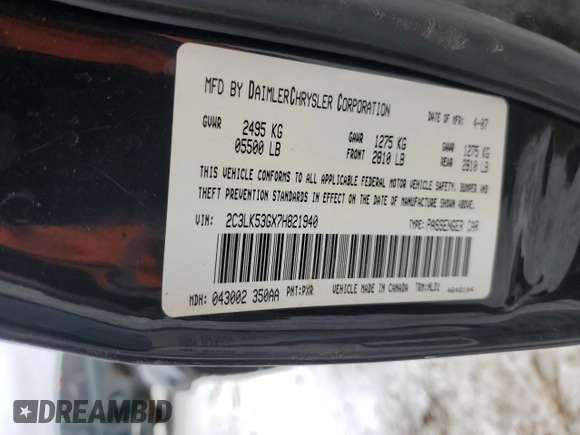 MFD BY DAIMLERCHRYSLER CORPORATION
DATE OF MFR: 4-07
GVWR 2495 KG 05500 LB
GAWR FRONT 1275 KG 2810 LB
GAWR REAR 1275 KG 2810 LB
THIS VEHICLE CONFORMS TO ALL APPLICABLE FEDERAL MOTOR VEHICLE SAFETY, BUMPER AND
THEFT PREVENTION STANDARDS IN EFFECT ON THE DATE OF MANUFACTURE SHOWN ABOVE.
VIN: 2C3LK53GX7H821940 TYPE: PASSENGER CAR
MDH: 043002 350AA PNT: PXR VEHICLE MADE IN CANADA TRM: HLD1
DREAMBID